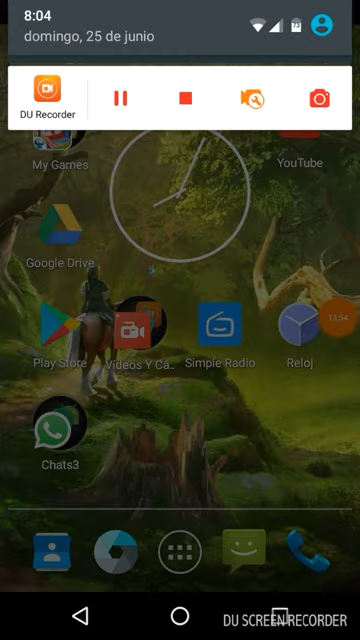 8:04
domingo, 25 de junio
DU Recorder
My Games
YouTube
Google Drive
13:54
Play Store
Videos Y Cá..
Simple Radio
Reloj
Chats3
DU SCREEN RECORDER